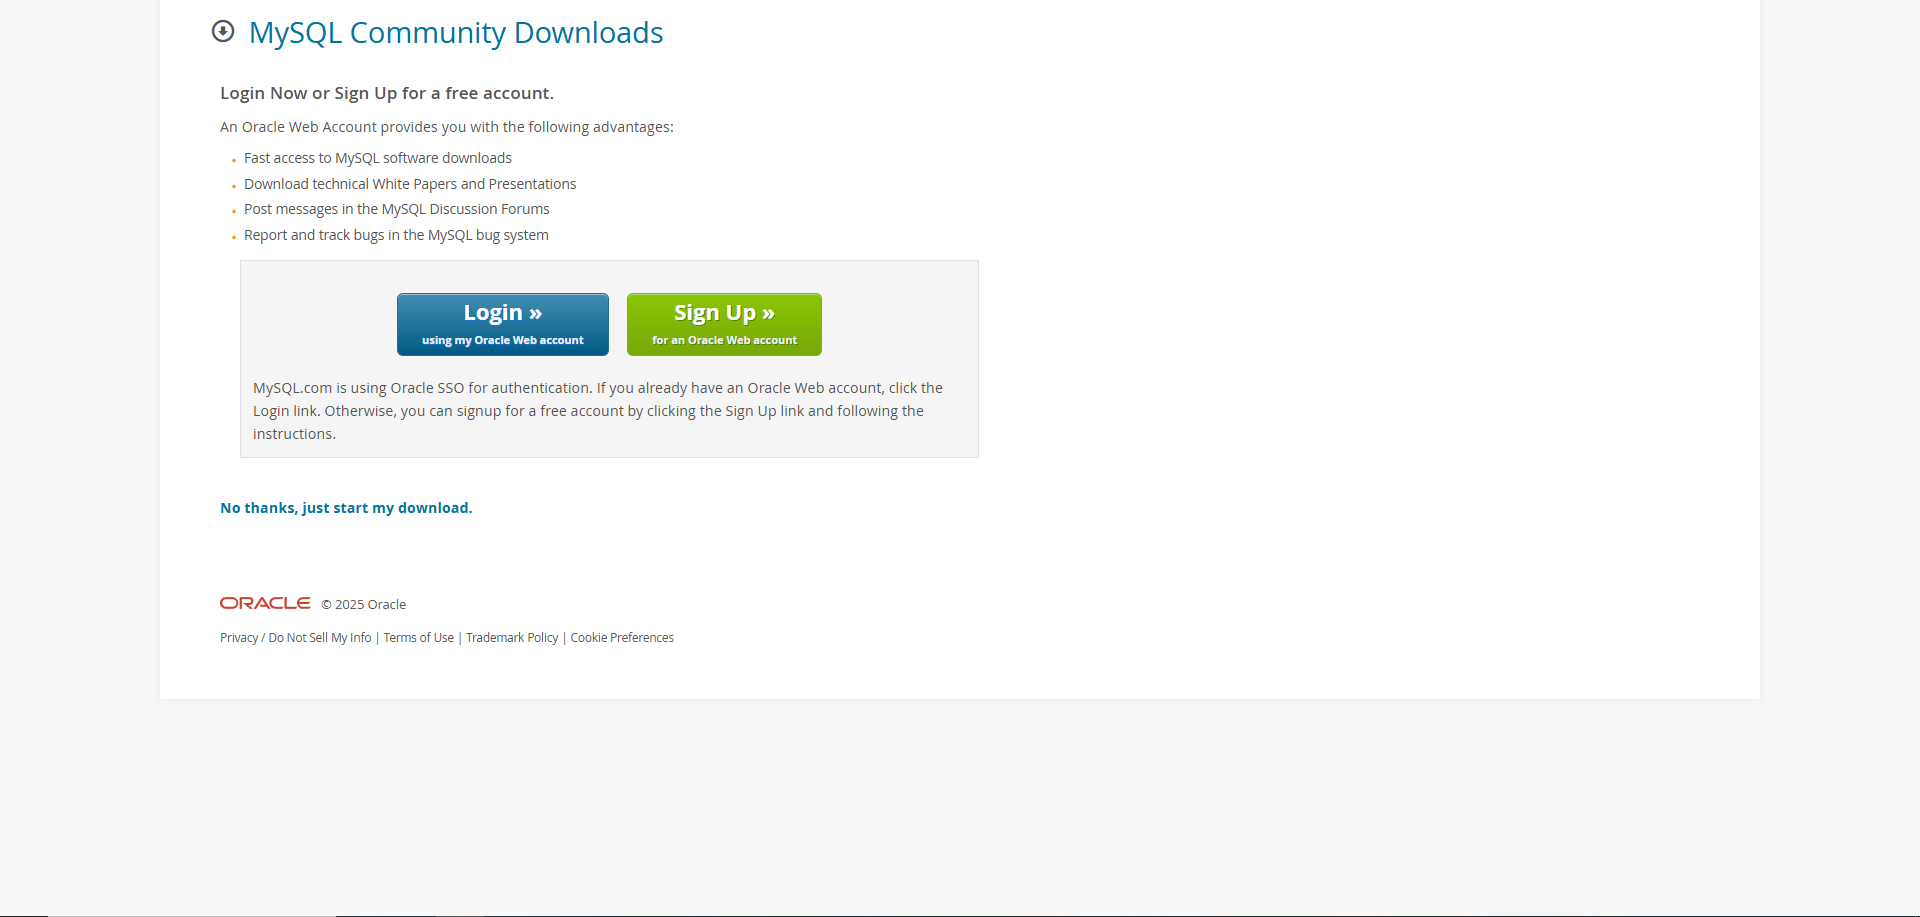 MySQL Community Downloads
Login Now or Sign Up for a free account.
An Oracle Web Account provides you with the following advantages:
Fast access to MySQL software downloads
Download technical White Papers and Presentations
Post messages in the MySQL Discussion Forums
Report and track bugs in the MySQL bug system
Login »
using my Oracle Web account
Sign Up »
for an Oracle Web account
MySQL.com is using Oracle SSO for authentication. If you already have an Oracle Web account, click the
Login link. Otherwise, you can signup for a free account by clicking the Sign Up link and following the
instructions.
No thanks, just start my download.
ORACLE © 2025 Oracle
Privacy / Do Not Sell My Info | Terms of Use | Trademark Policy | Cookie Preferences